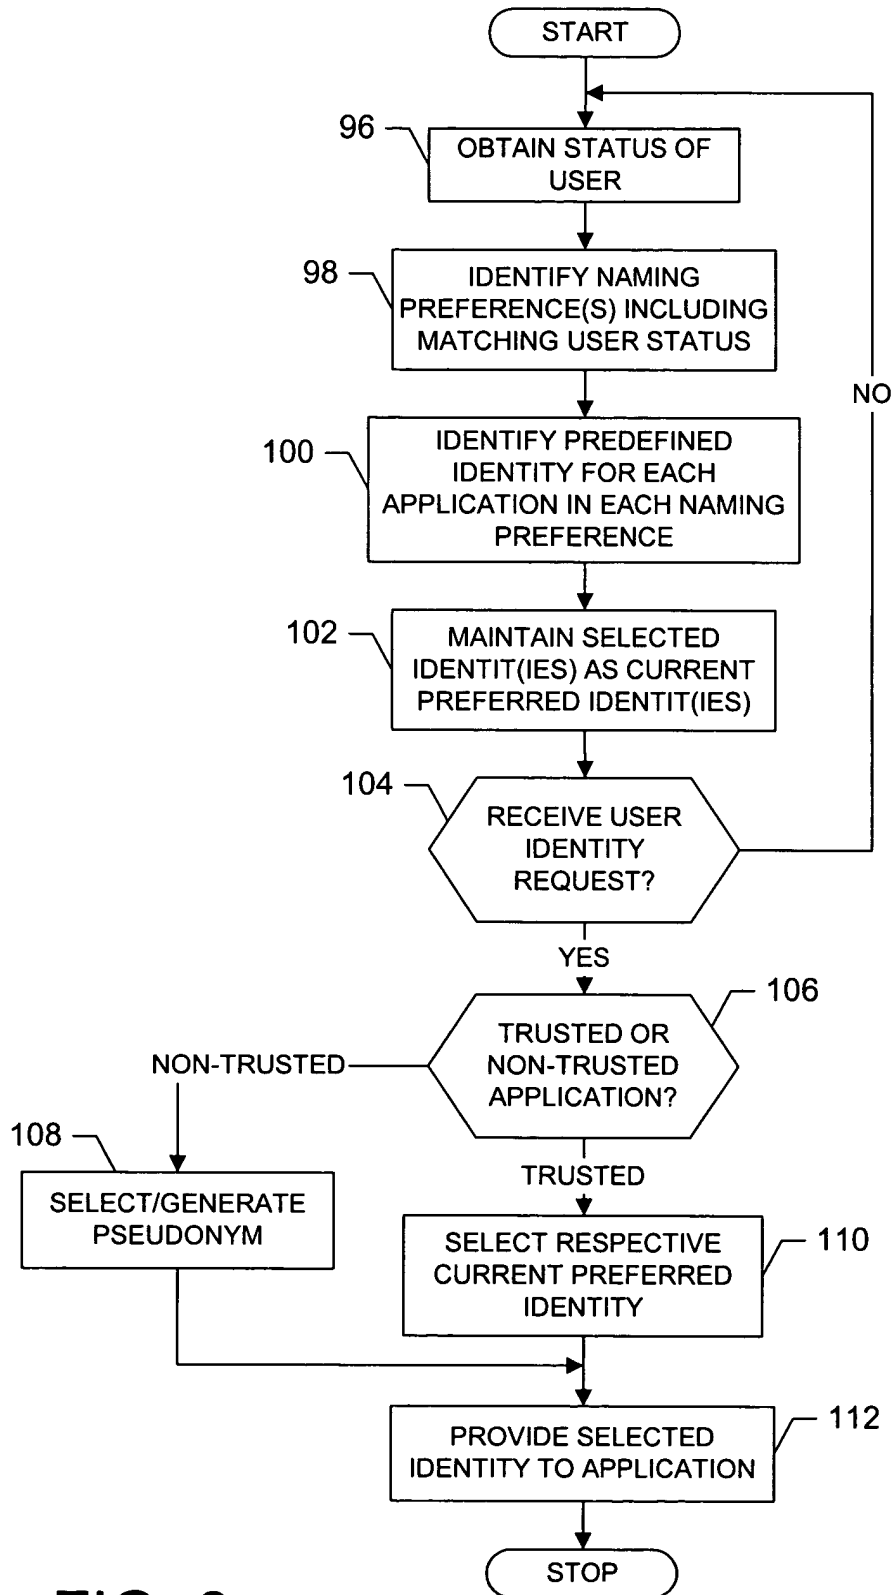 START
96
OBTAIN STATUS OF
USER
98
IDENTIFY NAMING
PREFERENCE(S) INCLUDING
MATCHING USER STATUS
NO
100
IDENTIFY PREDEFINED
IDENTITY FOR EACH
APPLICATION IN EACH NAMING
PREFERENCE
102
MAINTAIN SELECTED
IDENTIT(IES) AS CURRENT
PREFERRED IDENTIT(IES)
104
RECEIVE USER
IDENTITY
REQUEST?
YES
106
TRUSTED OR
NON-TRUSTED
APPLICATION?
NON-TRUSTED
108
SELECT/GENERATE
PSEUDONYM
TRUSTED
110
SELECT RESPECTIVE
CURRENT PREFERRED
IDENTITY
112
PROVIDE SELECTED
IDENTITY TO APPLICATION
STOP